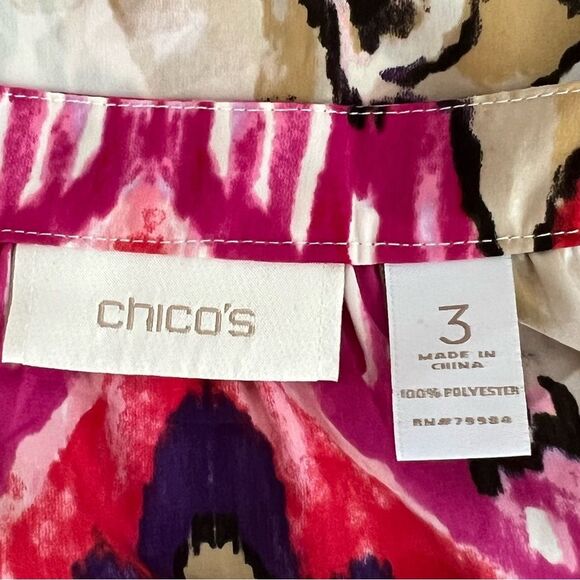 chico's
3
MADE IN
CHINA
100% POLYESTER
RN#79984